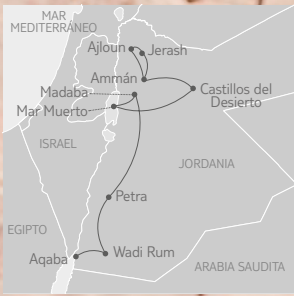 MAR
MEDITERRÁNEO
Ajloun
Jerash
Ammán
Madaba
Castillos del
Desierto
Mar Muerto
ISRAEL
JORDANIA
Petra
EGIPTO
Wadi Rum
Aqaba
ARABIA SAUDITA